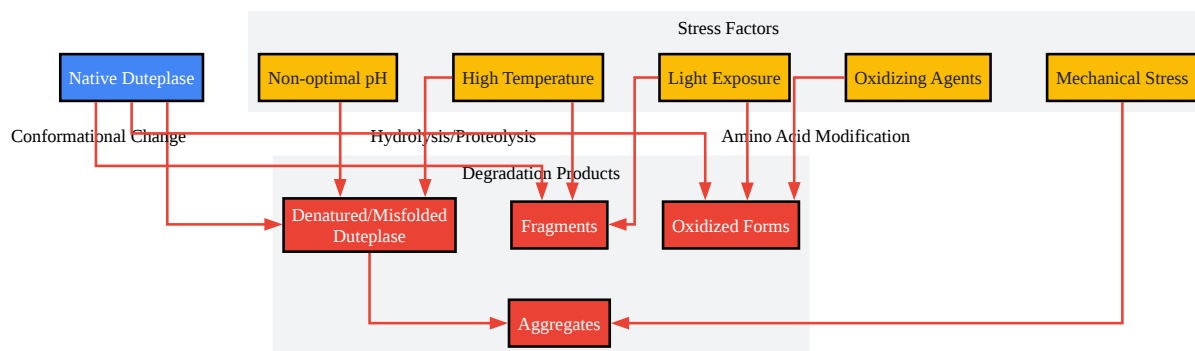 Stress Factors
Native Duteplase
Non-optimal pH
High Temperature
Light Exposure
Oxidizing Agents
Mechanical Stress
Conformational Change
Hydrolysis/Proteolysis
Amino Acid Modification
Degradation Products
Denatured/Misfolded
Duteplase
Fragments
Oxidized Forms
Aggregates